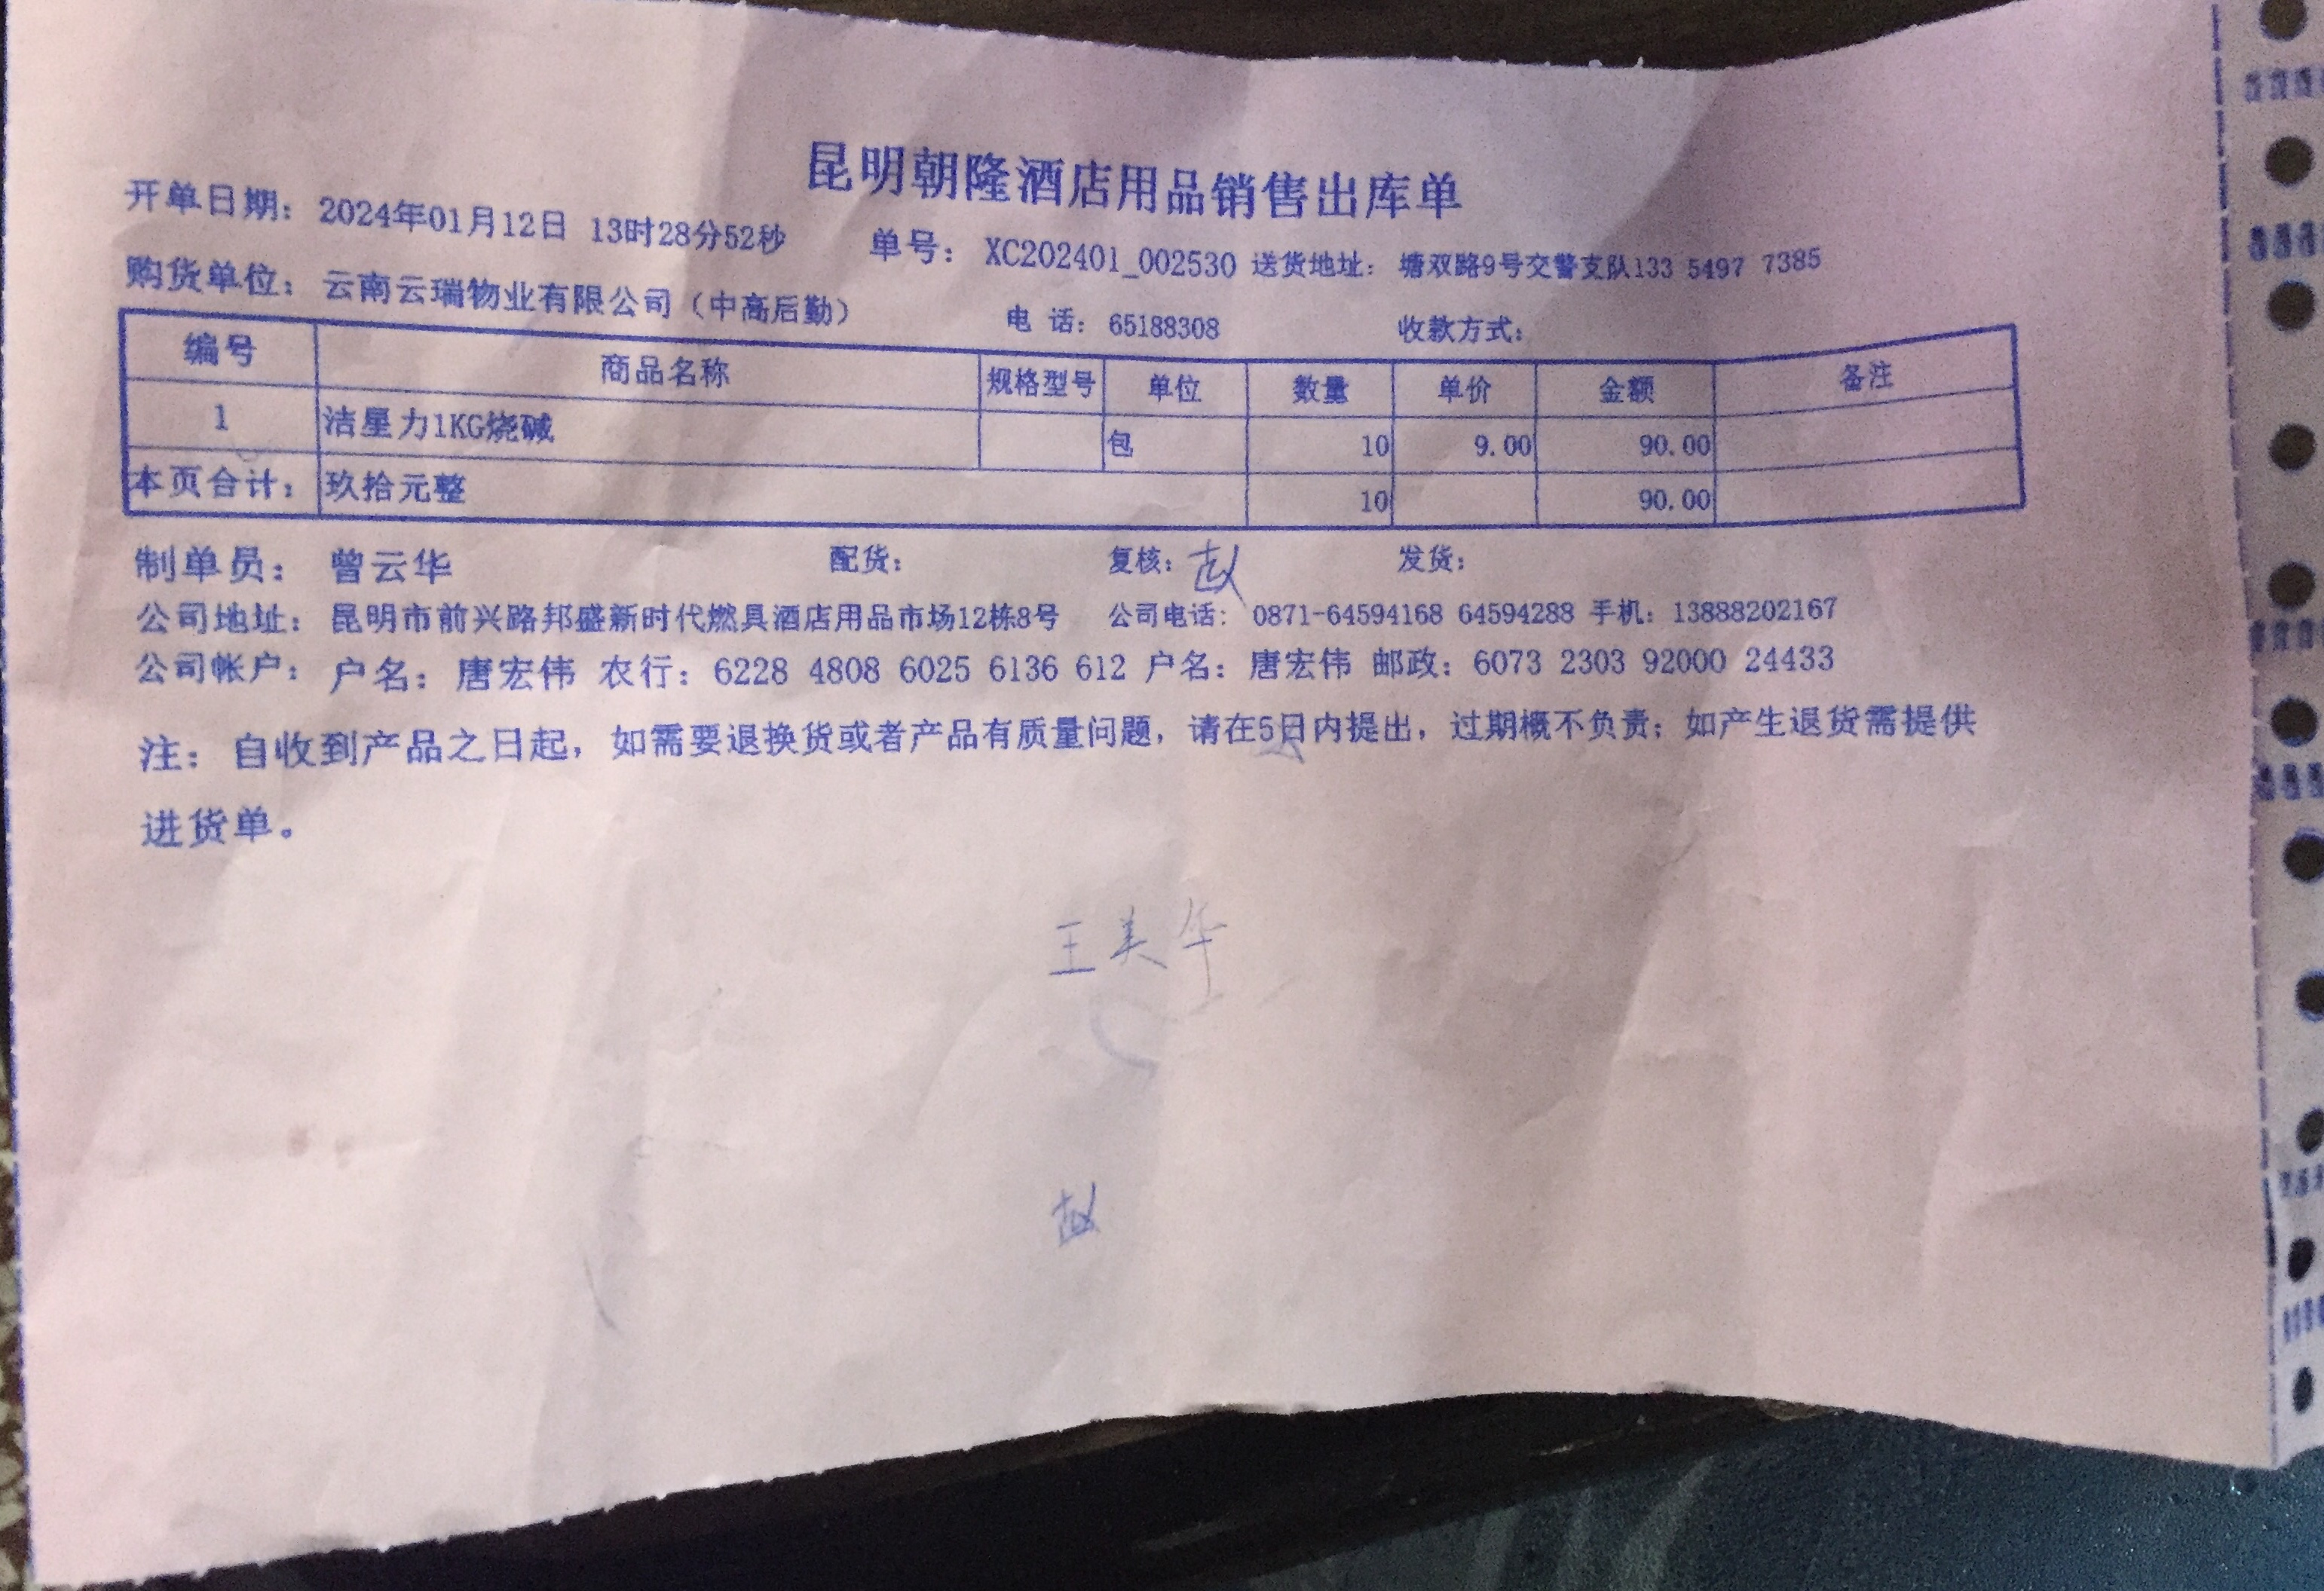 昆明朝隆酒店用品销售出库单
开单日期： 2024年01月12日 13时28分52秒 单号： XC202401_002530 送货地址： 塘双路9号交警支队133 5497 7385
购货单位： 云南云瑞物业有限公司（中高后勤） 电 话： 65188308 收款方式：
编号 商品名称 规格型号 单位 数量 单价 金额 备注
1 洁星力1KG烧碱 包 10 9.00 90.00
本页合计： 玖拾元整 10 90.00
制单员： 曾云华 配货： 复核： 赵 发货：
公司地址： 昆明市前兴路邦盛新时代燃具酒店用品市场12栋8号 公司电话： 0871-64594168 64594288 手机： 13888202167
公司帐户： 户名： 唐宏伟 农行： 6228 4808 6025 6136 612 户名： 唐宏伟 邮政： 6073 2303 92000 24433
注： 自收到产品之日起，如需要退换货或者产品有质量问题，请在5日内提出，过期概不负责；如产生退货需提供
进货单。
王美华
赵